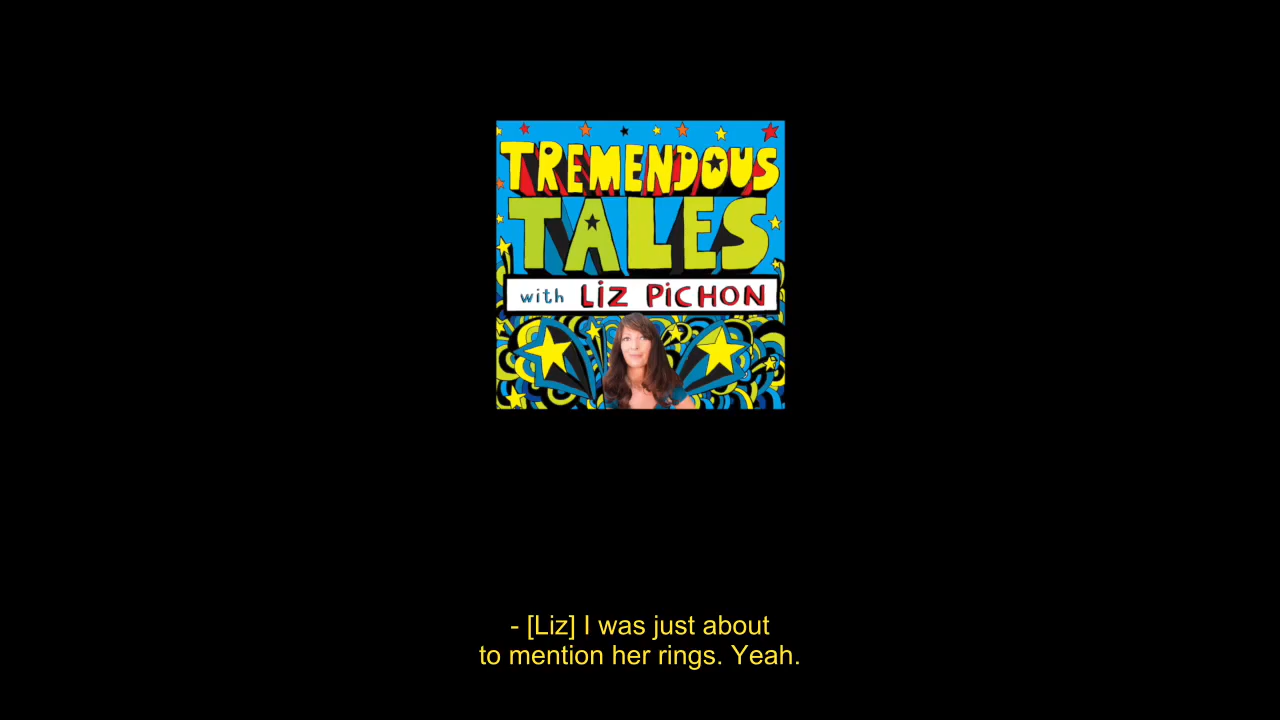 TREMENDOUS
TALES
with LiZ PiCHON
- [Liz] I was just about
to mention her rings. Yeah.